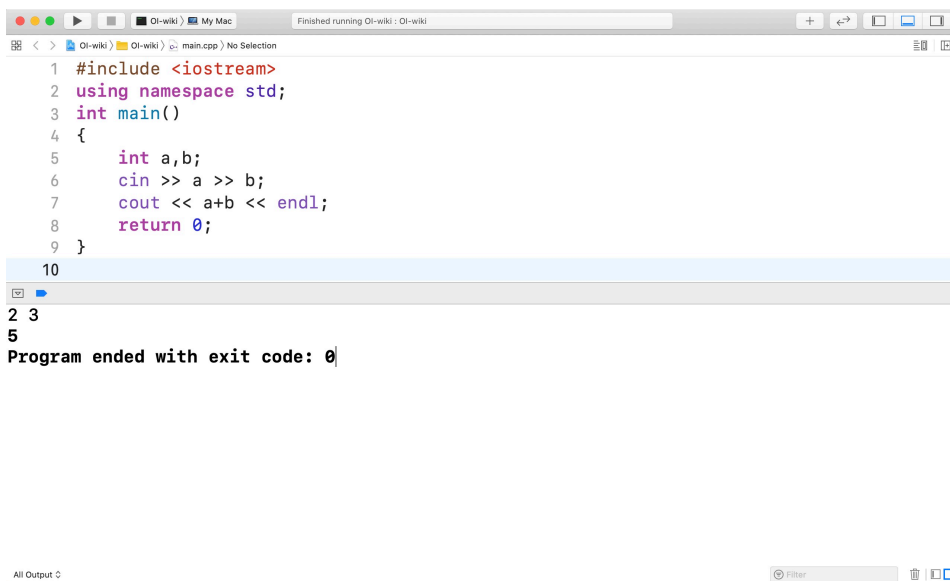 OI-wiki 〉 My Mac
Finished running OI-wiki : OI-wiki
OI-wiki 〉 OI-wiki 〉 main.cpp 〉 No Selection
1 #include <iostream>
2 using namespace std;
3 int main()
4 {
5     int a,b;
6     cin >> a >> b;
7     cout << a+b << endl;
8     return 0;
9 }
10
2 3
5
Program ended with exit code: 0
All Output
Filter